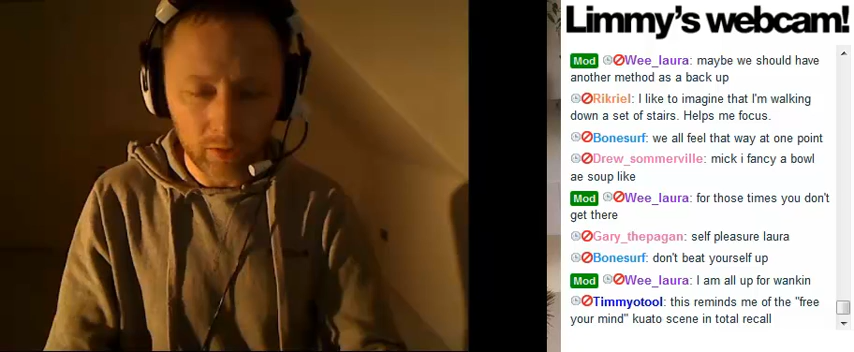 Limmy's webcam!
Mod Wee_laura: maybe we should have
another method as a back up
Rikriel: I like to imagine that I'm walking
down a set of stairs. Helps me focus.
Bonesurf: we all feel that way at one point
Drew_sommerville: mick i fancy a bowl
ae soup like
Mod Wee_laura: for those times you don't
get there
Gary_thepagan: self pleasure laura
Bonesurf: don't beat yourself up
Mod Wee_laura: I am all up for wankin
Timmyotool: this reminds me of the "free
your mind" kuato scene in total recall